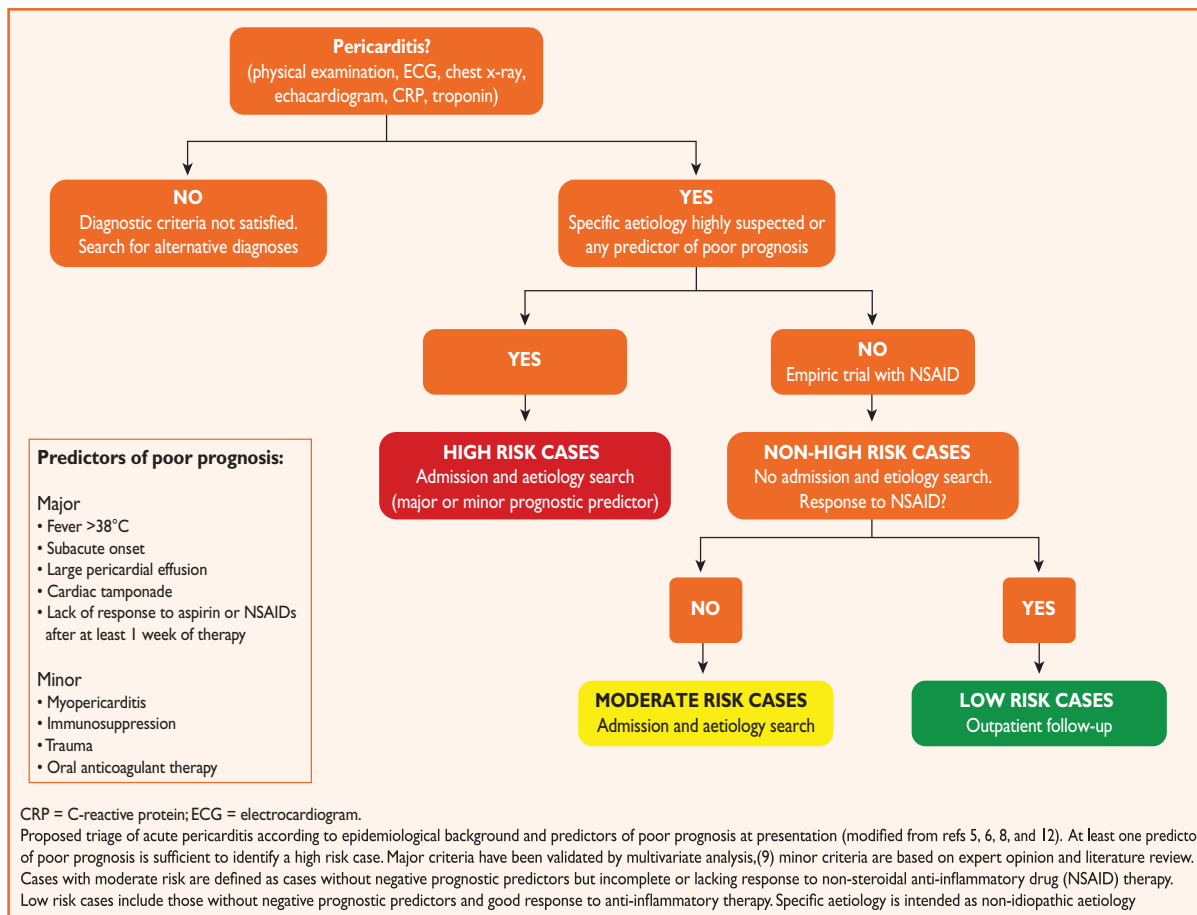 Pericarditis?
(physical examination, ECG, chest x-ray,
echacardiogram, CRP, troponin)
NO
Diagnostic criteria not satisfied.
Search for alternative diagnoses
YES
Specific aetiology highly suspected or
any predictor of poor prognosis
YES
NO
Empiric trial with NSAID
HIGH RISK CASES
Admission and aetiology search
(major or minor prognostic predictor)
NON-HIGH RISK CASES
No admission and etiology search.
Response to NSAID?
Predictors of poor prognosis:
Major
• Fever >38°C
• Subacute onset
• Large pericardial effusion
• Cardiac tamponade
• Lack of response to aspirin or NSAIDs
after at least 1 week of therapy
Minor
• Myopericarditis
• Immunosuppression
• Trauma
• Oral anticoagulant therapy
NO
YES
MODERATE RISK CASES
Admission and aetiology search
LOW RISK CASES
Outpatient follow-up
CRP = C-reactive protein; ECG = electrocardiogram.
Proposed triage of acute pericarditis according to epidemiological background and predictors of poor prognosis at presentation (modified from refs 5, 6, 8, and 12). At least one predicto
of poor prognosis is sufficient to identify a high risk case. Major criteria have been validated by multivariate analysis,(9) minor criteria are based on expert opinion and literature review.
Cases with moderate risk are defined as cases without negative prognostic predictors but incomplete or lacking response to non-steroidal anti-inflammatory drug (NSAID) therapy.
Low risk cases include those without negative prognostic predictors and good response to anti-inflammatory therapy. Specific aetiology is intended as non-idiopathic aetiology